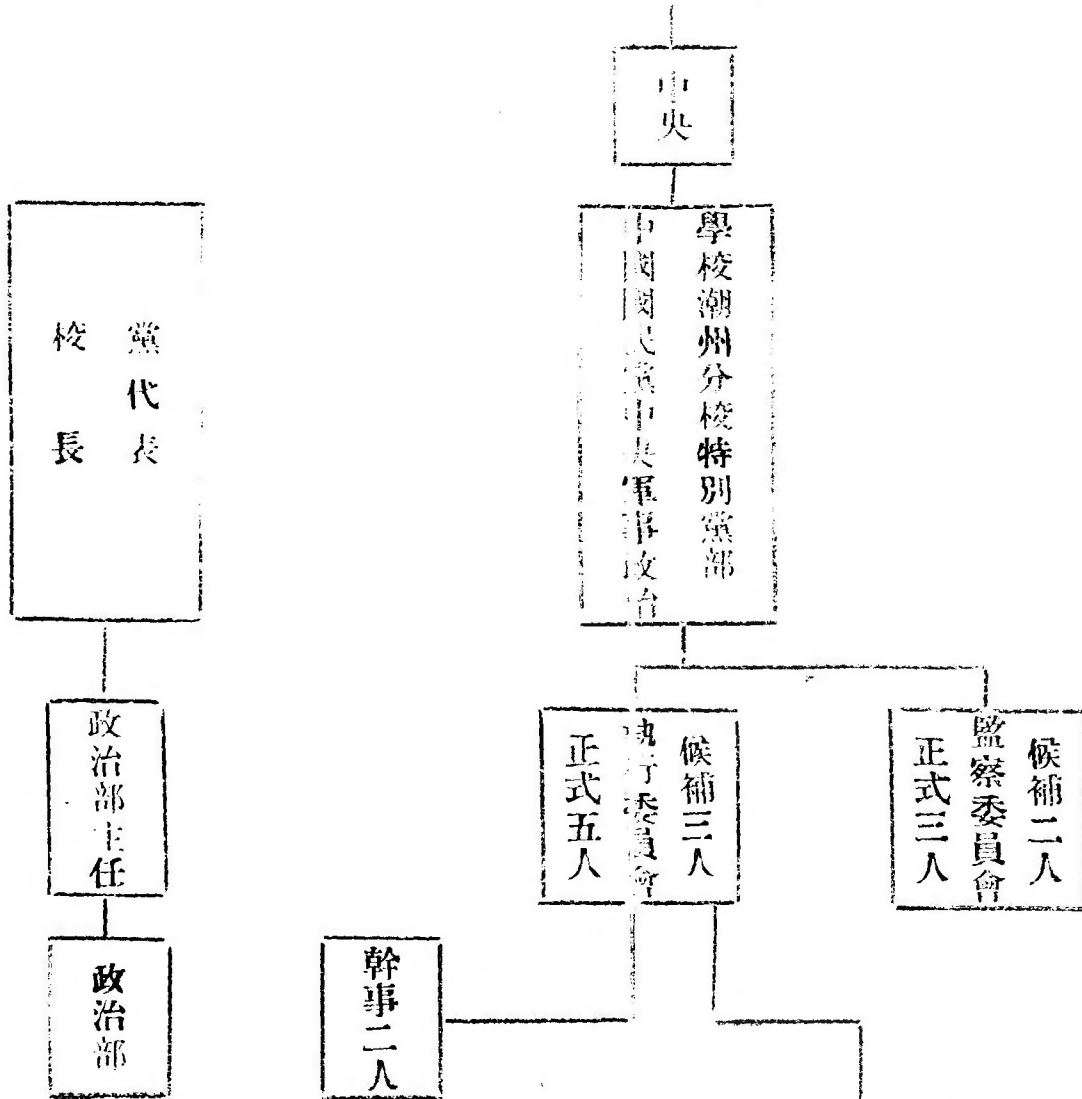 中央
中國國民黨中央軍事政治
學校潮州分校特別黨部
監察委員會
正式三人
候補二人
執行委員會
正式五人
候補三人
幹事二人
黨代表
校長
政治部主任
政治部